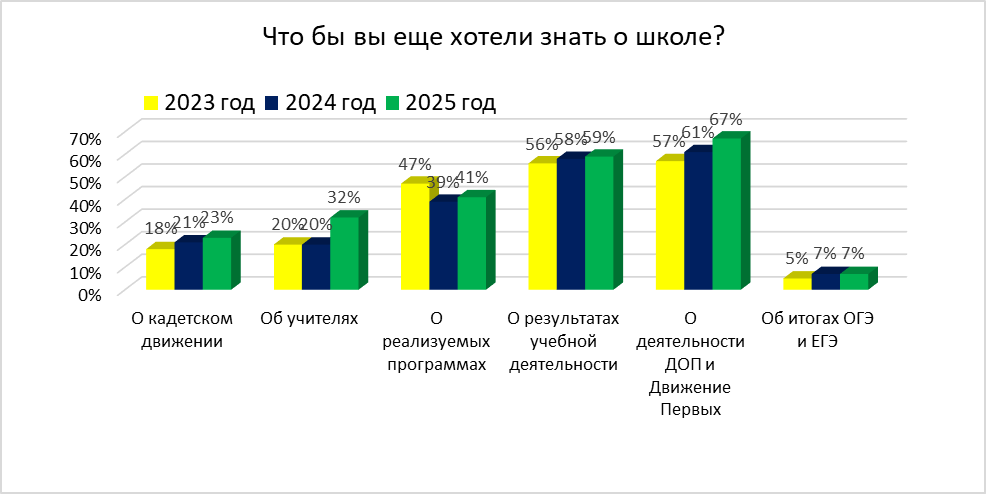 Что бы вы еще хотели знать о школе?
2023 год 2024 год 2025 год
70%
60%
50%
40%
30%
20%
10%
0%
18% 21% 23%
20% 20% 32%
47% 39% 41%
56% 58% 59%
57% 61% 67%
5% 7% 7%
О кадетском
движении
Об учителях
О
реализуемых
программах
О результатах
учебной
деятельности
О
деятельности
ДОП и
Движение
Первых
Об итогах ОГЭ
и ЕГЭ